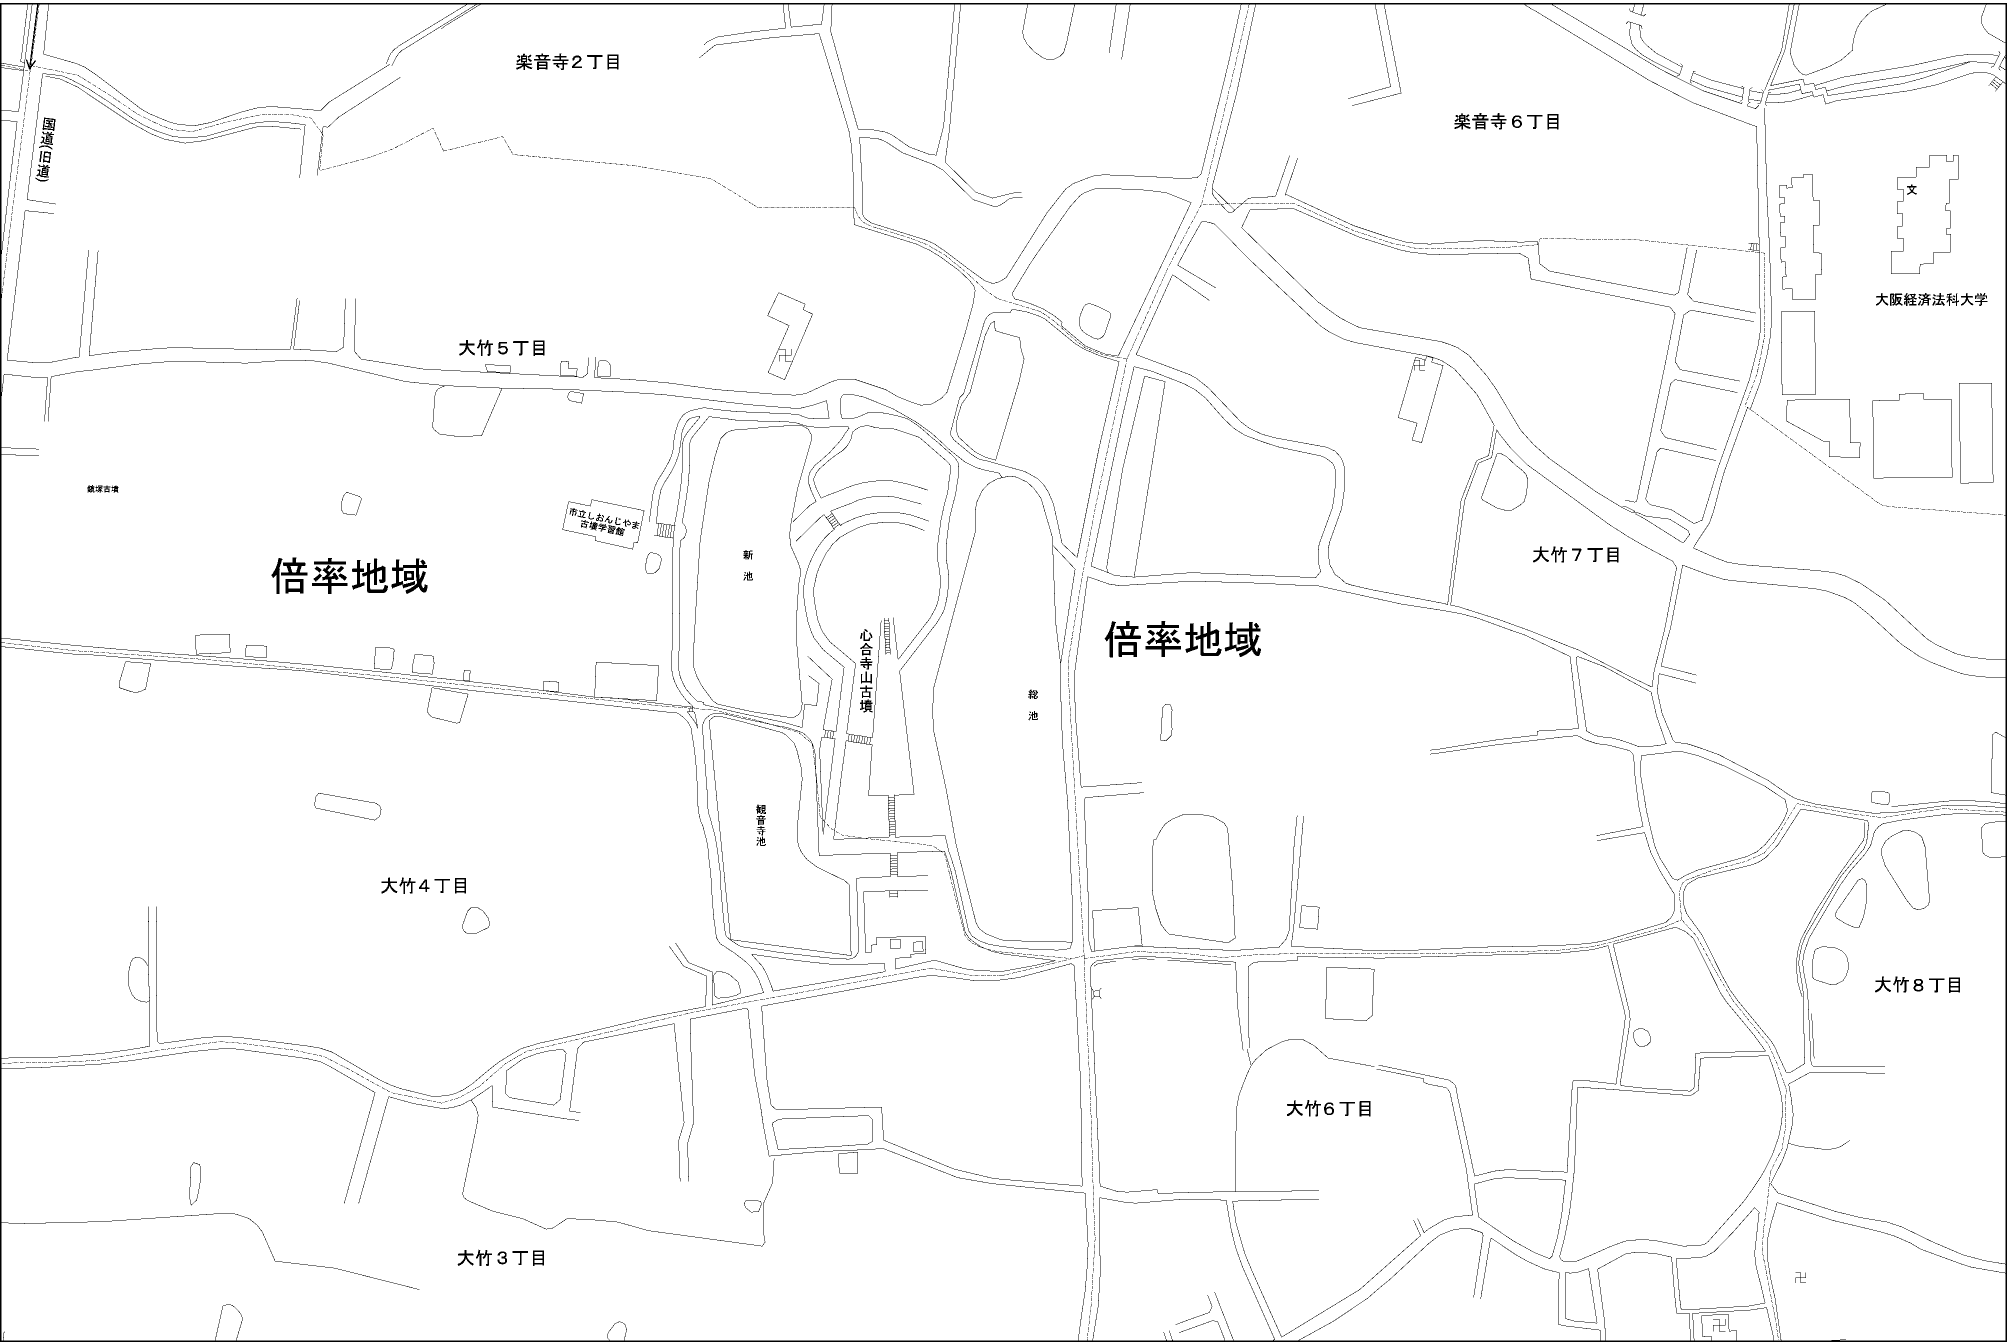 楽音寺２丁目
楽音寺６丁目
国道(旧道)
文
大阪経済法科大学
大竹５丁目
鏡塚古墳
市立しおんじやま
古墳学習館
新池
大竹７丁目
倍率地域
倍率地域
心合寺山古墳
総池
観音寺池
大竹４丁目
大竹８丁目
大竹６丁目
大竹３丁目